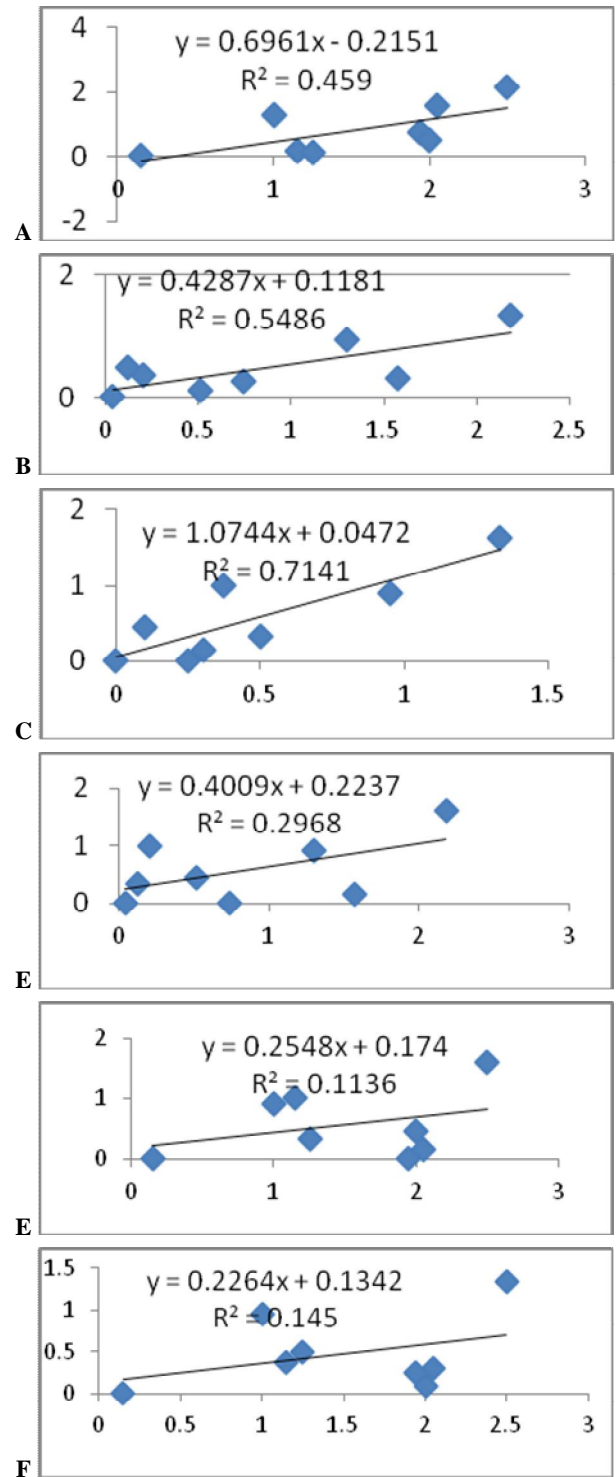 4
y = 0.6961x - 0.2151
R² = 0.459
2
0
0 1 2 3
-2
A
2
y = 0.4287x + 0.1181
R² = 0.5486
0
0 0.5 1 1.5 2 2.5
B
2
y = 1.0744x + 0.0472
R² = 0.7141
1
0
0 0.5 1 1.5
C
2
y = 0.4009x + 0.2237
R² = 0.2968
1
0
0 1 2 3
E
2
y = 0.2548x + 0.174
R² = 0.1136
1
0
0 1 2 3
E
1.5
y = 0.2264x + 0.1342
R² = 0.145
1
0.5
0
0 0.5 1 1.5 2 2.5 3
F